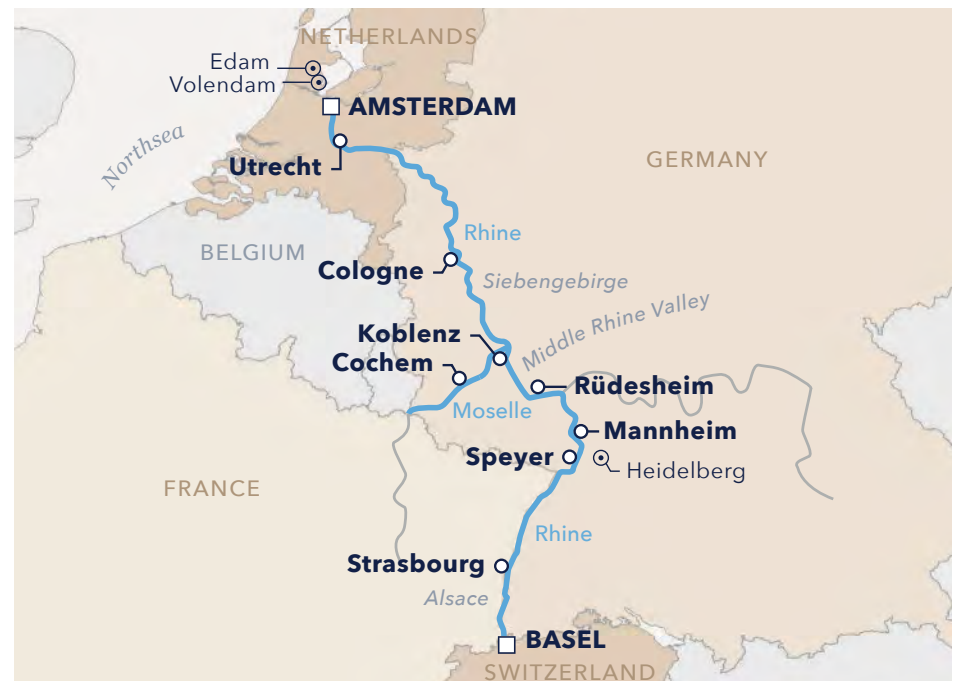 NETHERLANDS
Edam
Volendam
AMSTERDAM
Northsea
Utrecht
GERMANY
Rhine
BELGIUM
Cologne
Siebengebirge
Middle Rhine Valley
Koblenz
Cochem
Rüdesheim
Moselle
Mannheim
Speyer
Heidelberg
FRANCE
Rhine
Strasbourg
Alsace
BASEL
SWITZERLAND